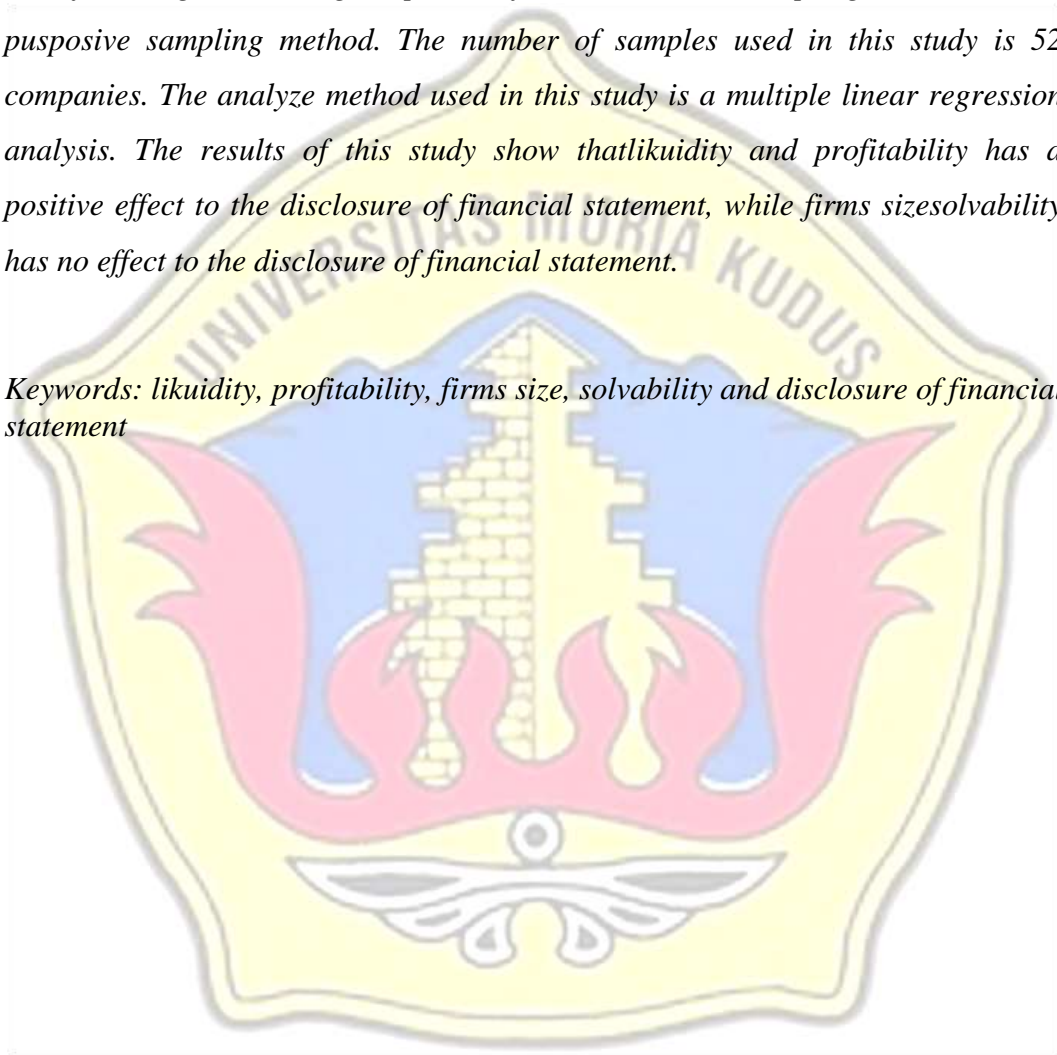 pusposive sampling method. The number of samples used in this study is 52
companies. The analyze method used in this study is a multiple linear regression
analysis. The results of this study show thatlikuidity and profitability has a
positive effect to the disclosure of financial statement, while firms sizesolvability
has no effect to the disclosure of financial statement.
UNIVERSITAS MURIA KUDUS
Keywords: likuidity, profitability, firms size, solvability and disclosure of financial
statement